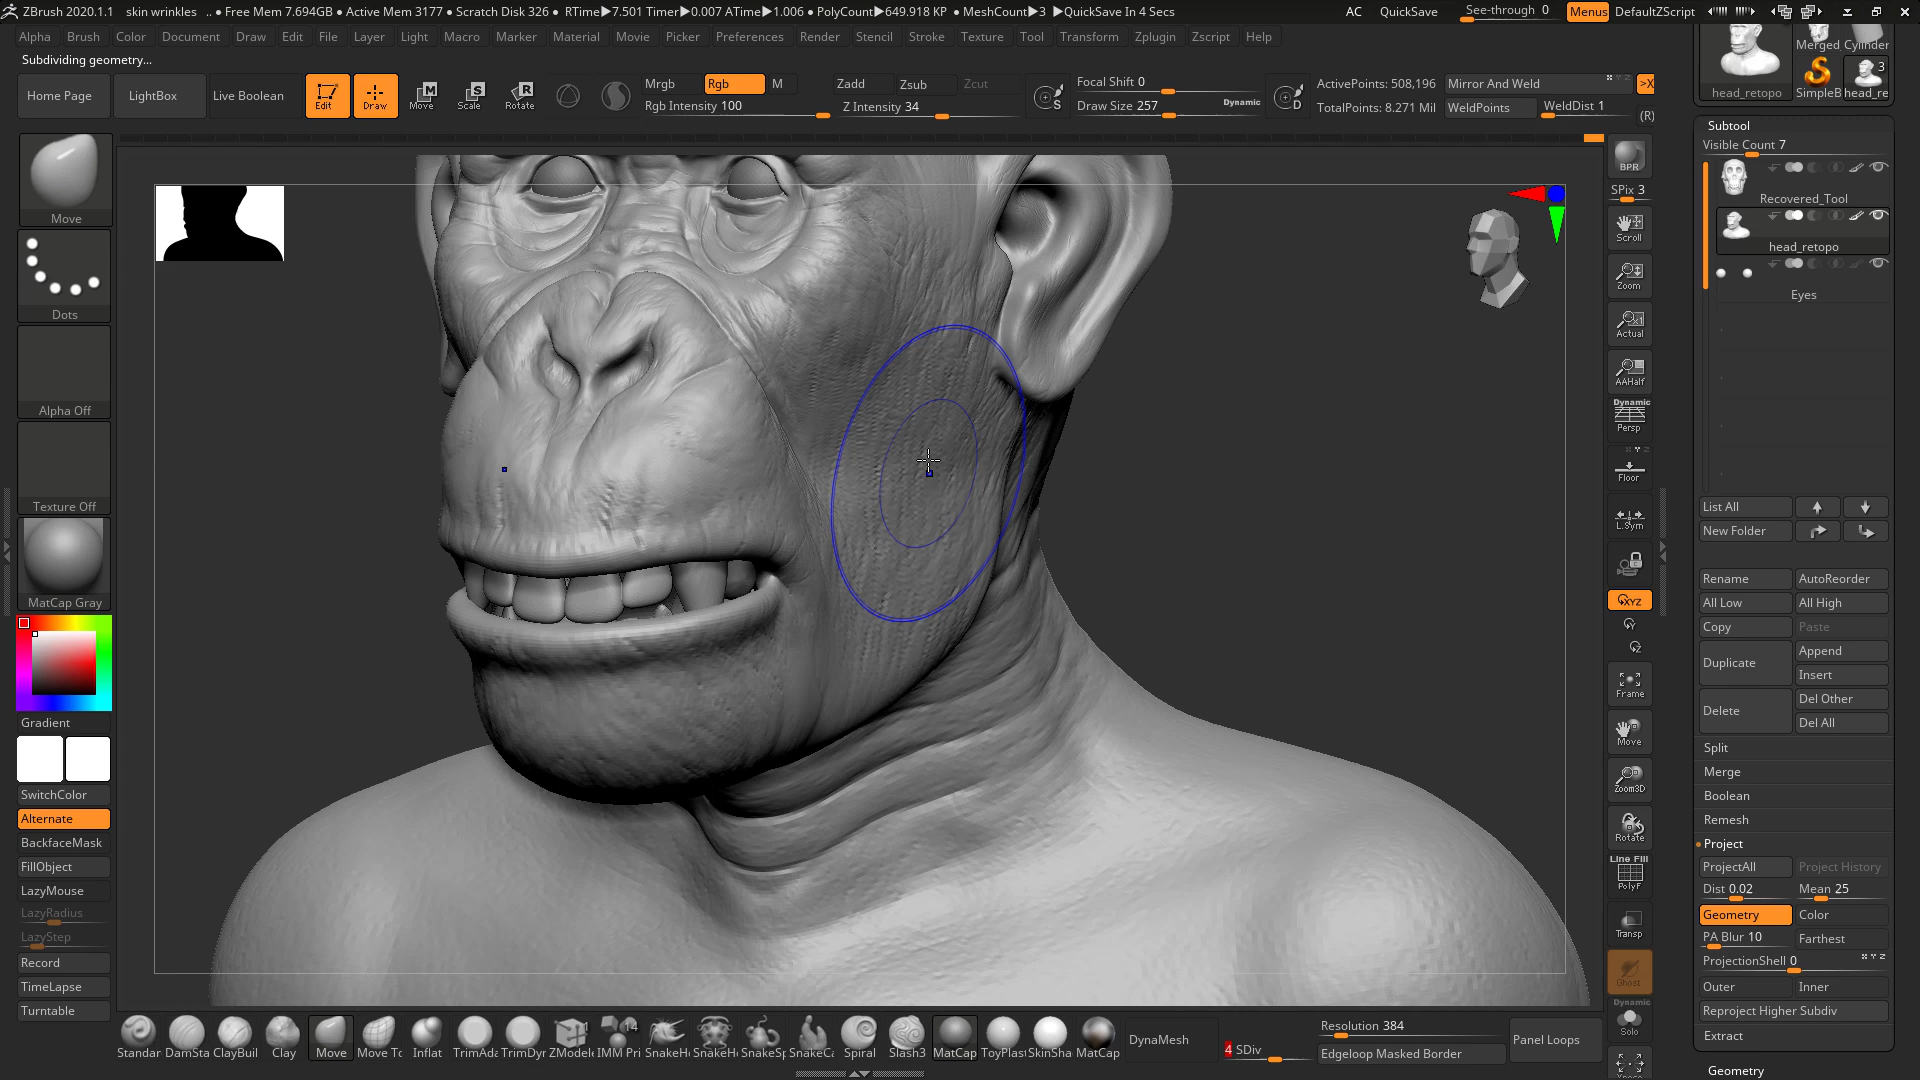 ZBrush 2020.1.1 skin wrinkles .. • Free Mem 7.694GB • Active Mem 3177 • Scratch Disk 326 • RTime▶7.501 Timer▶0.007 ATime▶1.006 • PolyCount▶649.918 KP • MeshCount▶3 ▶QuickSave In 4 Secs AC QuickSave See-through 0 Menus DefaultZScript
Alpha Brush Color Document Draw Edit File Layer Light Macro Marker Material Movie Picker Preferences Render Stencil Stroke Texture Tool Transform Zplugin Zscript Help
Subdividing geometry...
Home Page LightBox Live Boolean Edit Draw Move Scale Rotate
Mrgb Rgb M Zadd Zsub Zcut
Rgb Intensity 100 Z Intensity 34
Focal Shift 0
Draw Size 257 Dynamic
S D
ActivePoints: 508,196 Mirror And Weld >X
TotalPoints: 8.271 Mil WeldPoints WeldDist 1 (R)
Move
Dots
Alpha Off
Texture Off
MatCap Gray
Gradient
SwitchColor
Alternate
BackfaceMask
FillObject
LazyMouse
LazyRadius
LazyStep
Record
TimeLapse
Turntable
BPR
SPix 3
Scroll
Zoom
Actual
AAHalf
Dynamic
Persp
Floor
L.Sym
XYZ
Y
Z
Frame
Move
Zoom3D
Rotate
Line Fill
PolyF
Transp
Ghost
Dynamic
Solo
Xpose
Merged Cylinder
3
head_retopo SimpleB head_re
Subtool
Visible Count 7
Recovered_Tool
head_retopo
Eyes
List All
New Folder
Rename AutoReorder
All Low All High
Copy Paste
Duplicate Append
Insert
Delete Del Other
Del All
Split
Merge
Boolean
Remesh
Project
ProjectAll Project History
Dist 0.02 Mean 25
Geometry Color
PA Blur 10 Farthest
ProjectionShell 0 X Y Z
Outer Inner
Reproject Higher Subdiv
Extract
Geometry
1 14
Standar DamSta ClayBuil Clay Move Move To Inflat TrimAda TrimDyr ZModele IMM Pri SnakeHo SnakeHo SnakeSp SnakeCa Spiral Slash3 MatCap ToyPlast SkinSha MatCap
DynaMesh
4 SDiv
Resolution 384
Edgeloop Masked Border
Panel Loops